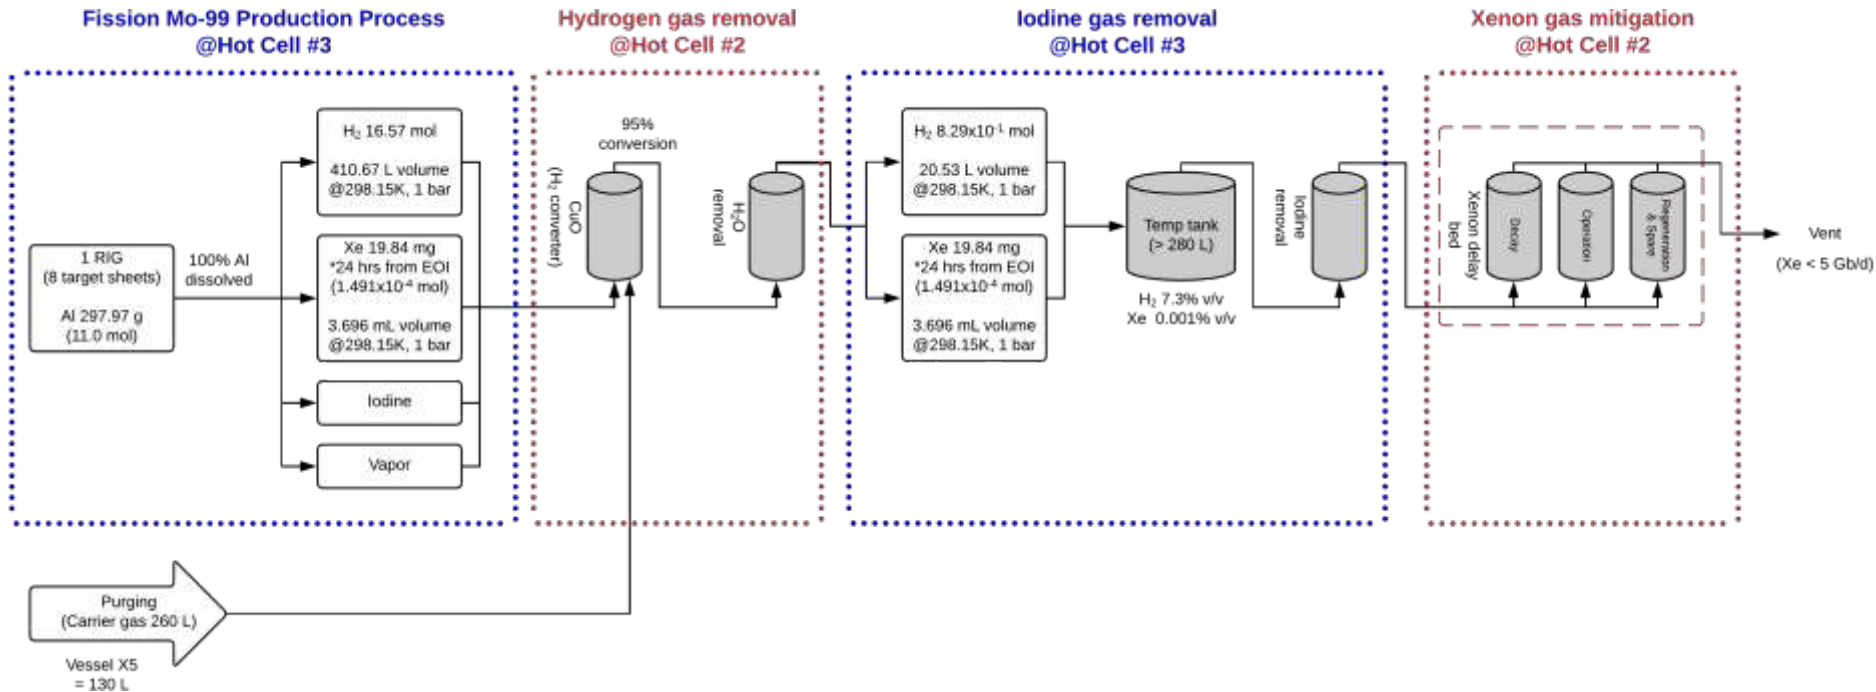 Fission Mo-99 Production Process
@Hot Cell #3
Hydrogen gas removal
@Hot Cell #2
Iodine gas removal
@Hot Cell #3
Xenon gas mitigation
@Hot Cell #2
1 RIG
(8 target sheets)
Al 297.97 g
(11.0 mol)
100% Al
dissolved
H₂ 16.57 mol
410.67 L volume
@298.15K, 1 bar
Xe 19.84 mg
*24 hrs from EOI
(1.491x10⁻⁴ mol)
3.696 mL volume
@298.15K, 1 bar
Iodine
Vapor
Purging
(Carrier gas 260 L)
Vessel X5
= 130 L
95%
conversion
CuO
(H₂ converter)
H₂O
removal
H₂ 8.29x10⁻¹ mol
20.53 L volume
@298.15K, 1 bar
Xe 19.84 mg
*24 hrs from EOI
(1.491x10⁻⁴ mol)
3.696 mL volume
@298.15K, 1 bar
Temp tank
(> 280 L)
H₂ 7.3% v/v
Xe 0.001% v/v
Iodine
removal
Xenon delay
bed
Decay
Operation
Regeneration
& Spare
Vent
(Xe < 5 Gb/d)